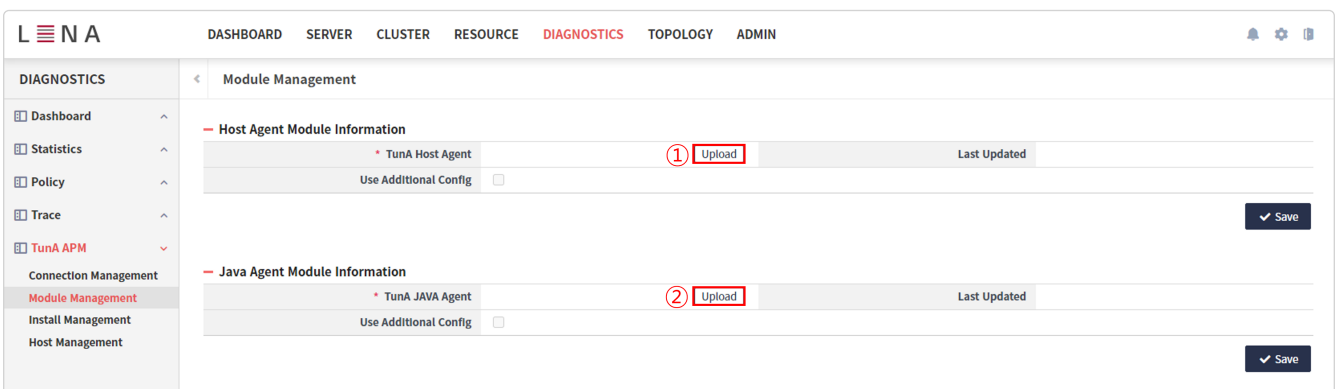 LENA
DASHBOARD SERVER CLUSTER RESOURCE DIAGNOSTICS TOPOLOGY ADMIN
DIAGNOSTICS
Module Management
Dashboard
Statistics
Policy
Trace
TunA APM
Connection Management
Module Management
Install Management
Host Management
Host Agent Module Information
* TunA Host Agent ① Upload Last Updated
Use Additional Config
Save
Java Agent Module Information
* TunA JAVA Agent ② Upload Last Updated
Use Additional Config
Save